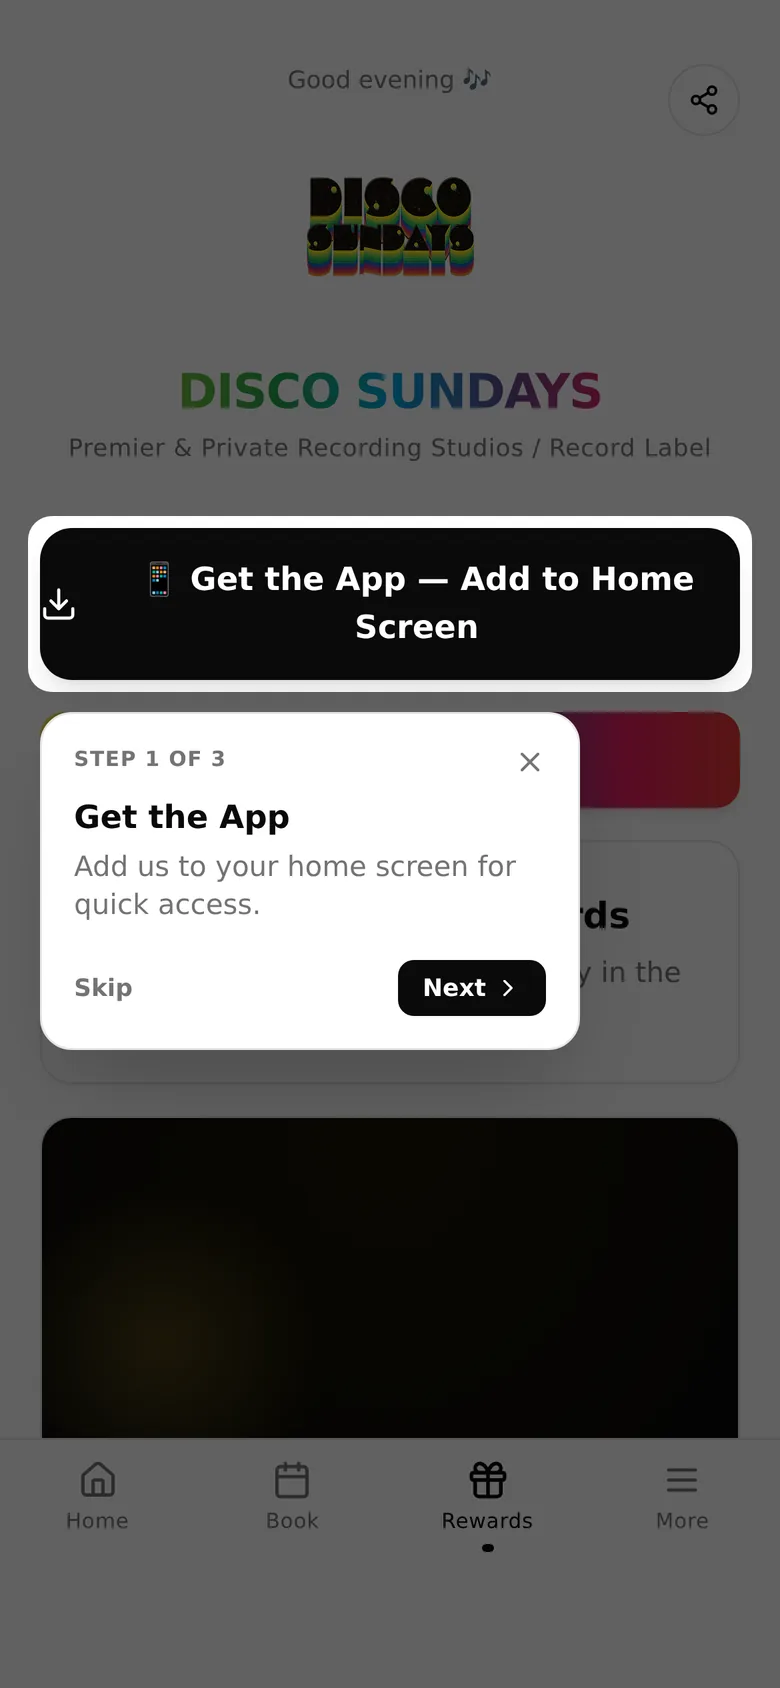 Good evening 🎶
DISCO
SUNDAYS
DISCO SUNDAYS
Premier & Private Recording Studios / Record Label
📱 Get the App — Add to Home
Screen
STEP 1 OF 3
Get the App
Add us to your home screen for
quick access.
Skip
Next
in the
Home
Book
Rewards
More